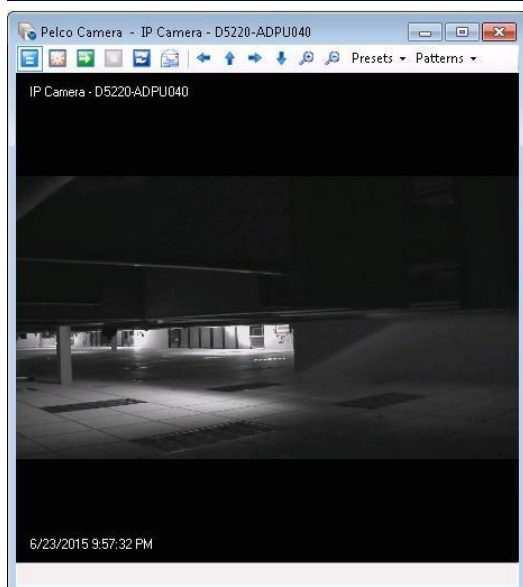 Pelco Camera - IP Camera - D5220-ADPU040
Presets Patterns
IP Camera - D5220-ADPU040
6/23/2015 9:57:32 PM